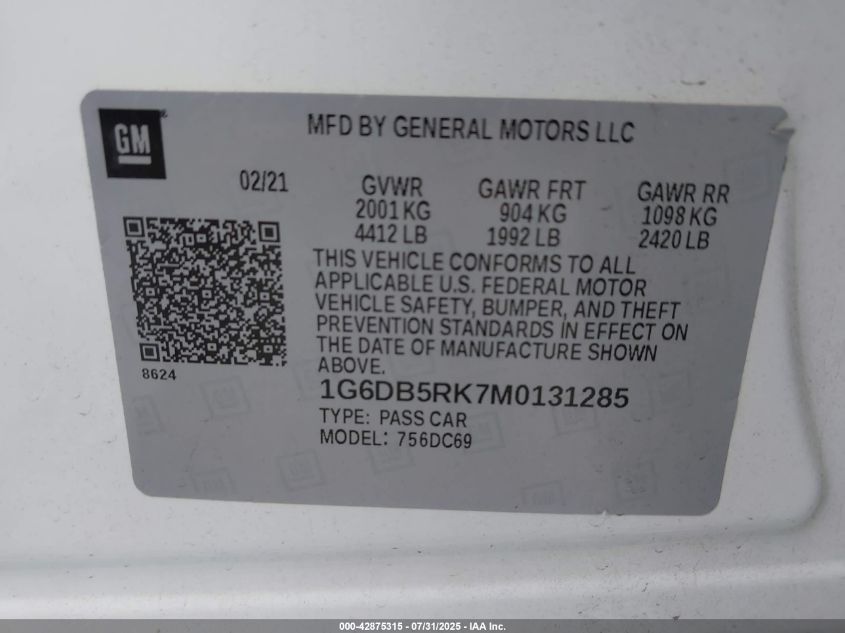 GM
MFD BY GENERAL MOTORS LLC
02/21
GVWR GAWR FRT GAWR RR
2001 KG 904 KG 1098 KG
4412 LB 1992 LB 2420 LB
THIS VEHICLE CONFORMS TO ALL
APPLICABLE U.S. FEDERAL MOTOR
VEHICLE SAFETY, BUMPER, AND THEFT
PREVENTION STANDARDS IN EFFECT ON
THE DATE OF MANUFACTURE SHOWN
ABOVE.
8624
1G6DB5RK7M0131285
TYPE: PASS CAR
MODEL: 756DC69
000-42875315 - 07/31/2025 - IAA Inc.